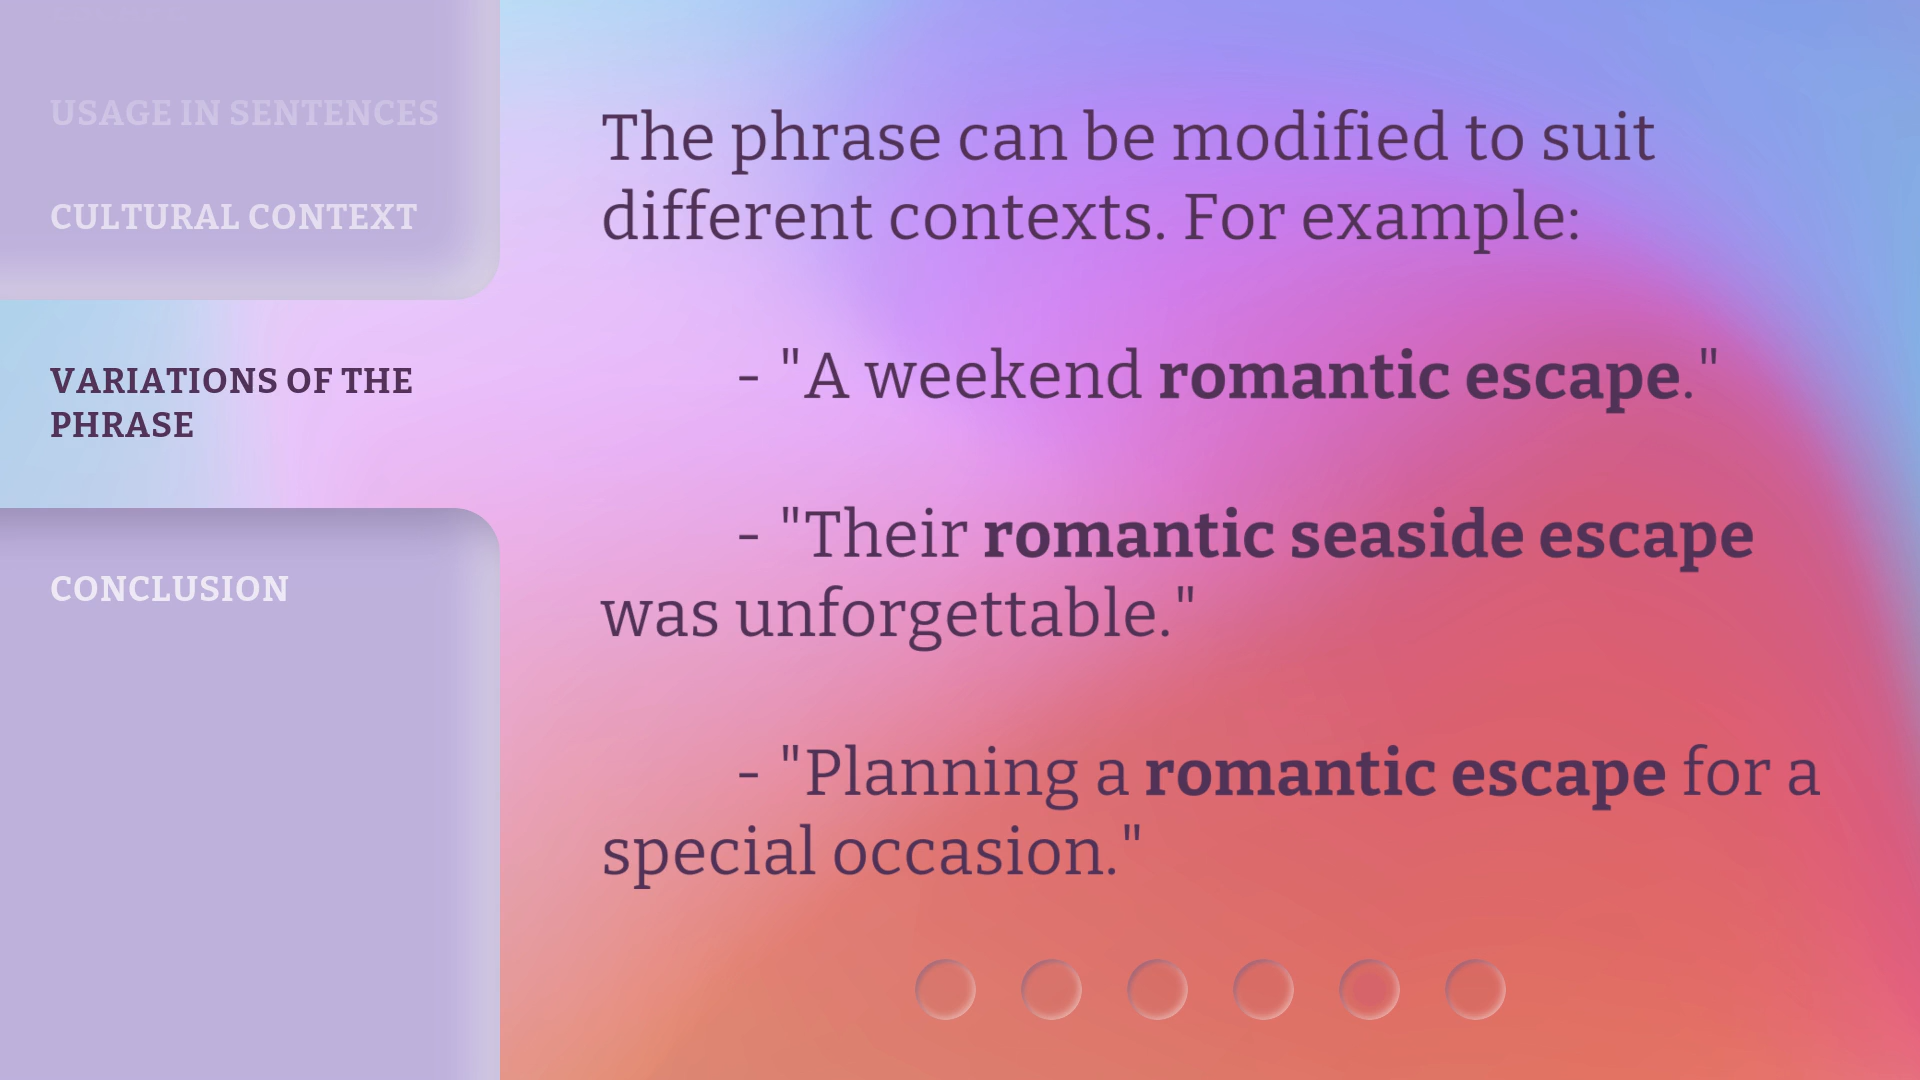 USAGE IN SENTENCES
CULTURAL CONTEXT
VARIATIONS OF THE
PHRASE
CONCLUSION
The phrase can be modified to suit
different contexts. For example:
- "A weekend romantic escape."
- "Their romantic seaside escape
was unforgettable."
- "Planning a romantic escape for a
special occasion."